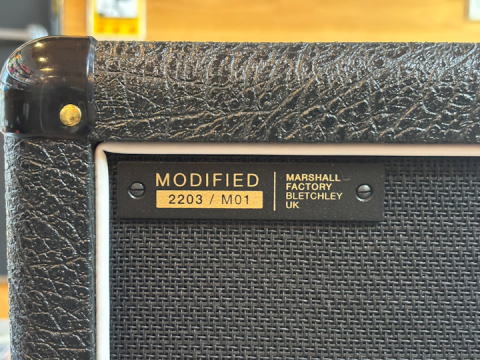 MODIFIED
2203 / M01
MARSHALL
FACTORY
BLETCHLEY
UK